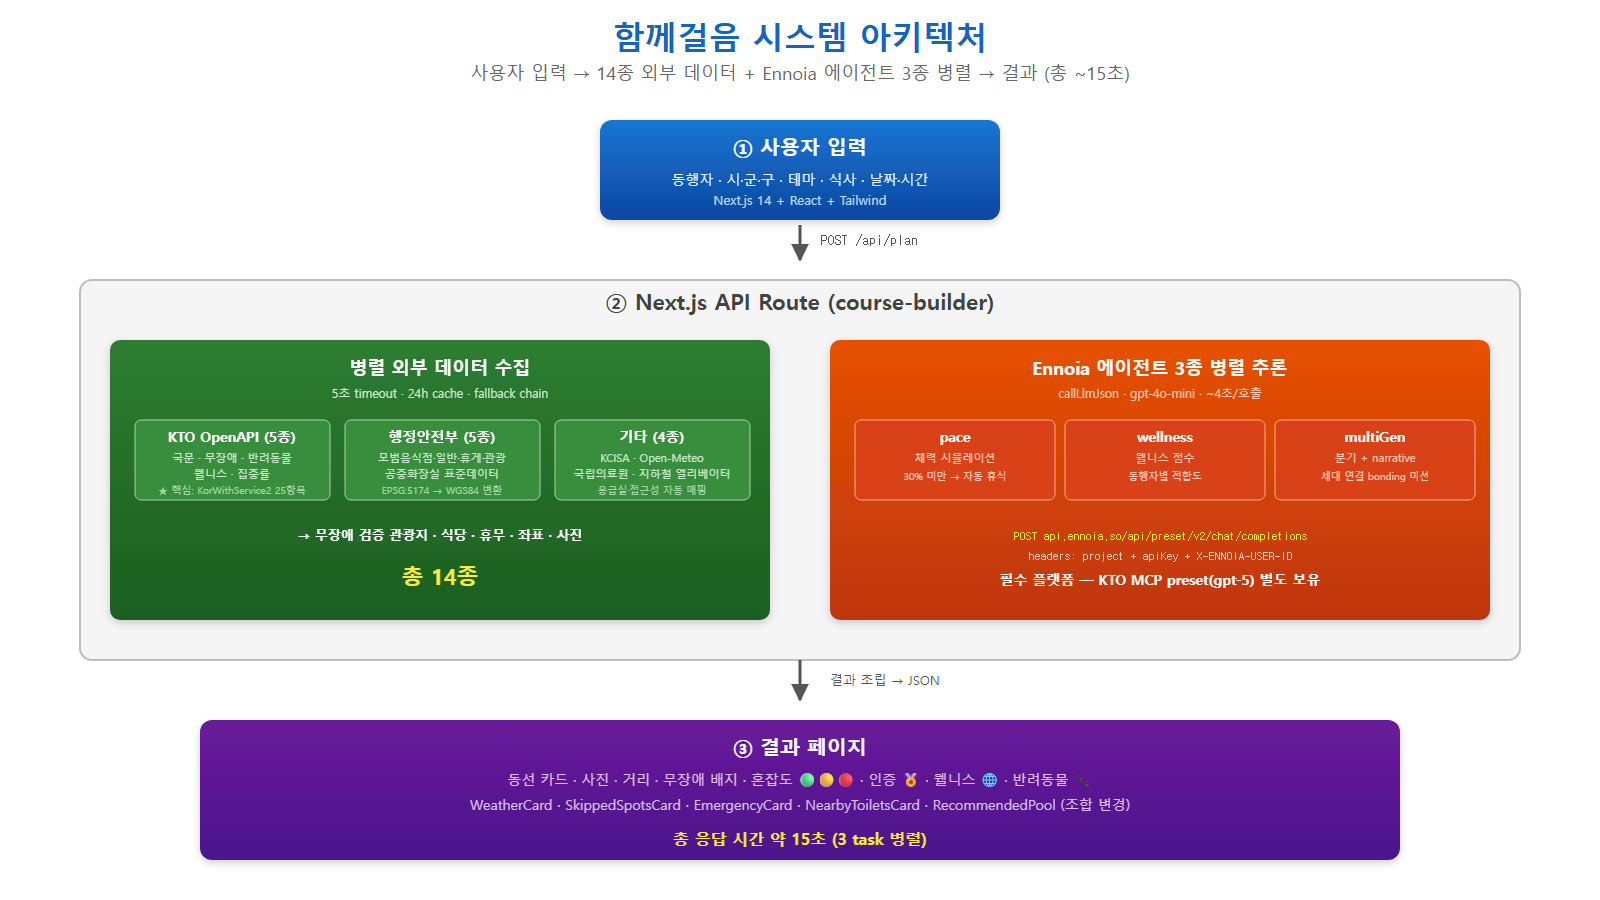 함께걸음 시스템 아키텍처
사용자 입력 → 14종 외부 데이터 + Ennoia 에이전트 3종 병렬 → 결과 (총 ~15초)
① 사용자 입력
동행자 · 시·군·구 · 테마 · 식사 · 날짜·시간
Next.js 14 + React + Tailwind
POST /api/plan
② Next.js API Route (course-builder)
병렬 외부 데이터 수집
5초 timeout · 24h cache · fallback chain
KTO OpenAPI (5종)
국문 · 무장애 · 반려동물
웰니스 · 집중률
★ 핵심: KorWithService2 25항목
행정안전부 (5종)
모범음식점·일반·휴게·관광
공중화장실 표준데이터
EPSG:5174 → WGS84 변환
기타 (4종)
KCISA · Open-Meteo
국립의료원 · 지하철 엘리베이터
응급실·접근성 자동 매핑
→ 무장애 검증 관광지 · 식당 · 휴무 · 좌표 · 사진
총 14종
Ennoia 에이전트 3종 병렬 추론
callLlmJson · gpt-4o-mini · ~4초/호출
pace
체력 시뮬레이션
30% 미만 → 자동 휴식
wellness
웰니스 점수
동행자별 적합도
multiGen
분기 + narrative
세대 연결 bonding 미션
POST api.ennoia.so/api/preset/v2/chat/completions
headers: project + apiKey + X-ENNOIA-USER-ID
필수 플랫폼 — KTO MCP preset(gpt-5) 별도 보유
결과 조립 → JSON
③ 결과 페이지
동선 카드 · 사진 · 거리 · 무장애 배지 · 혼잡도 🟢🟡🔴 · 인증 🏅 · 웰니스 🌐 · 반려동물 🐾
WeatherCard · SkippedSpotsCard · EmergencyCard · NearbyToiletsCard · RecommendedPool (조합 변경)
총 응답 시간 약 15초 (3 task 병렬)